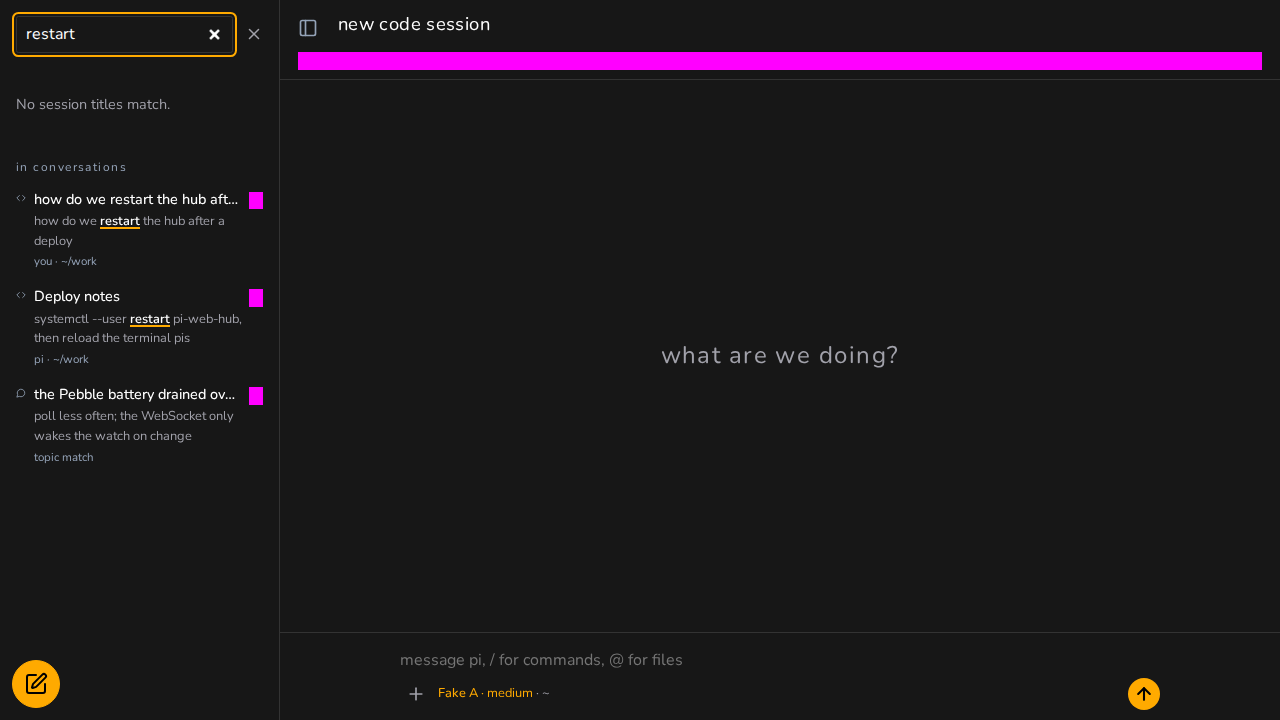 restart
No session titles match.
in conversations
how do we restart the hub aft…
how do we restart the hub after a
deploy
you · ~/work
Deploy notes
systemctl --user restart pi-web-hub,
then reload the terminal pis
pi · ~/work
the Pebble battery drained ov…
poll less often; the WebSocket only
wakes the watch on change
topic match
new code session
what are we doing?
message pi, / for commands, @ for files
Fake A · medium · ~